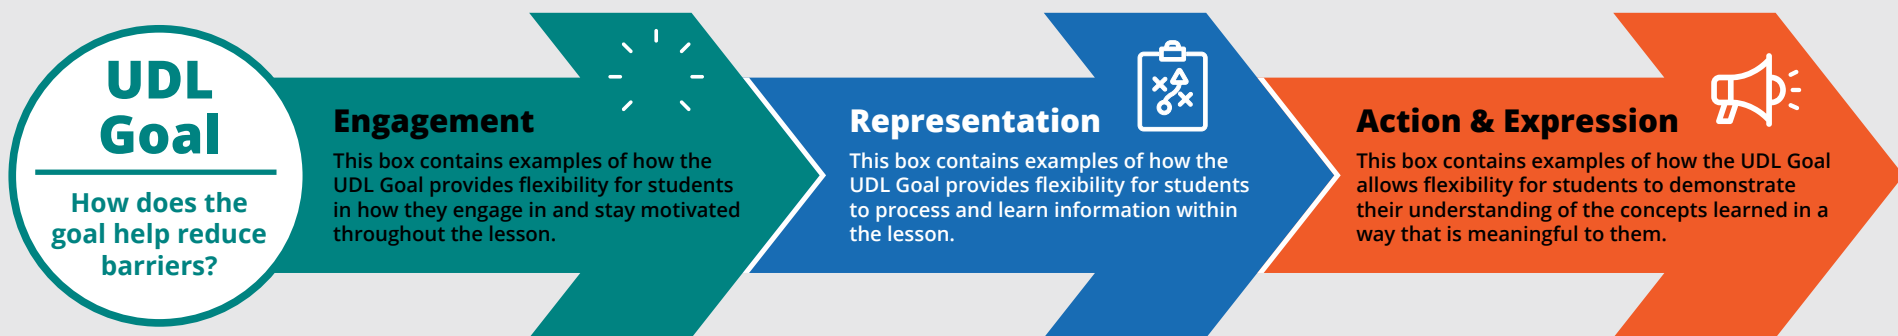 UDL
Goal
How does the
goal help reduce
barriers?
Engagement
This box contains examples of how the
UDL Goal provides flexibility for students
in how they engage in and stay motivated
throughout the lesson.
Representation
This box contains examples of how the
UDL Goal provides flexibility for students
to process and learn information within
the lesson.
Action & Expression
This box contains examples of how the UDL Goal
allows flexibility for students to demonstrate
their understanding of the concepts learned in a
way that is meaningful to them.